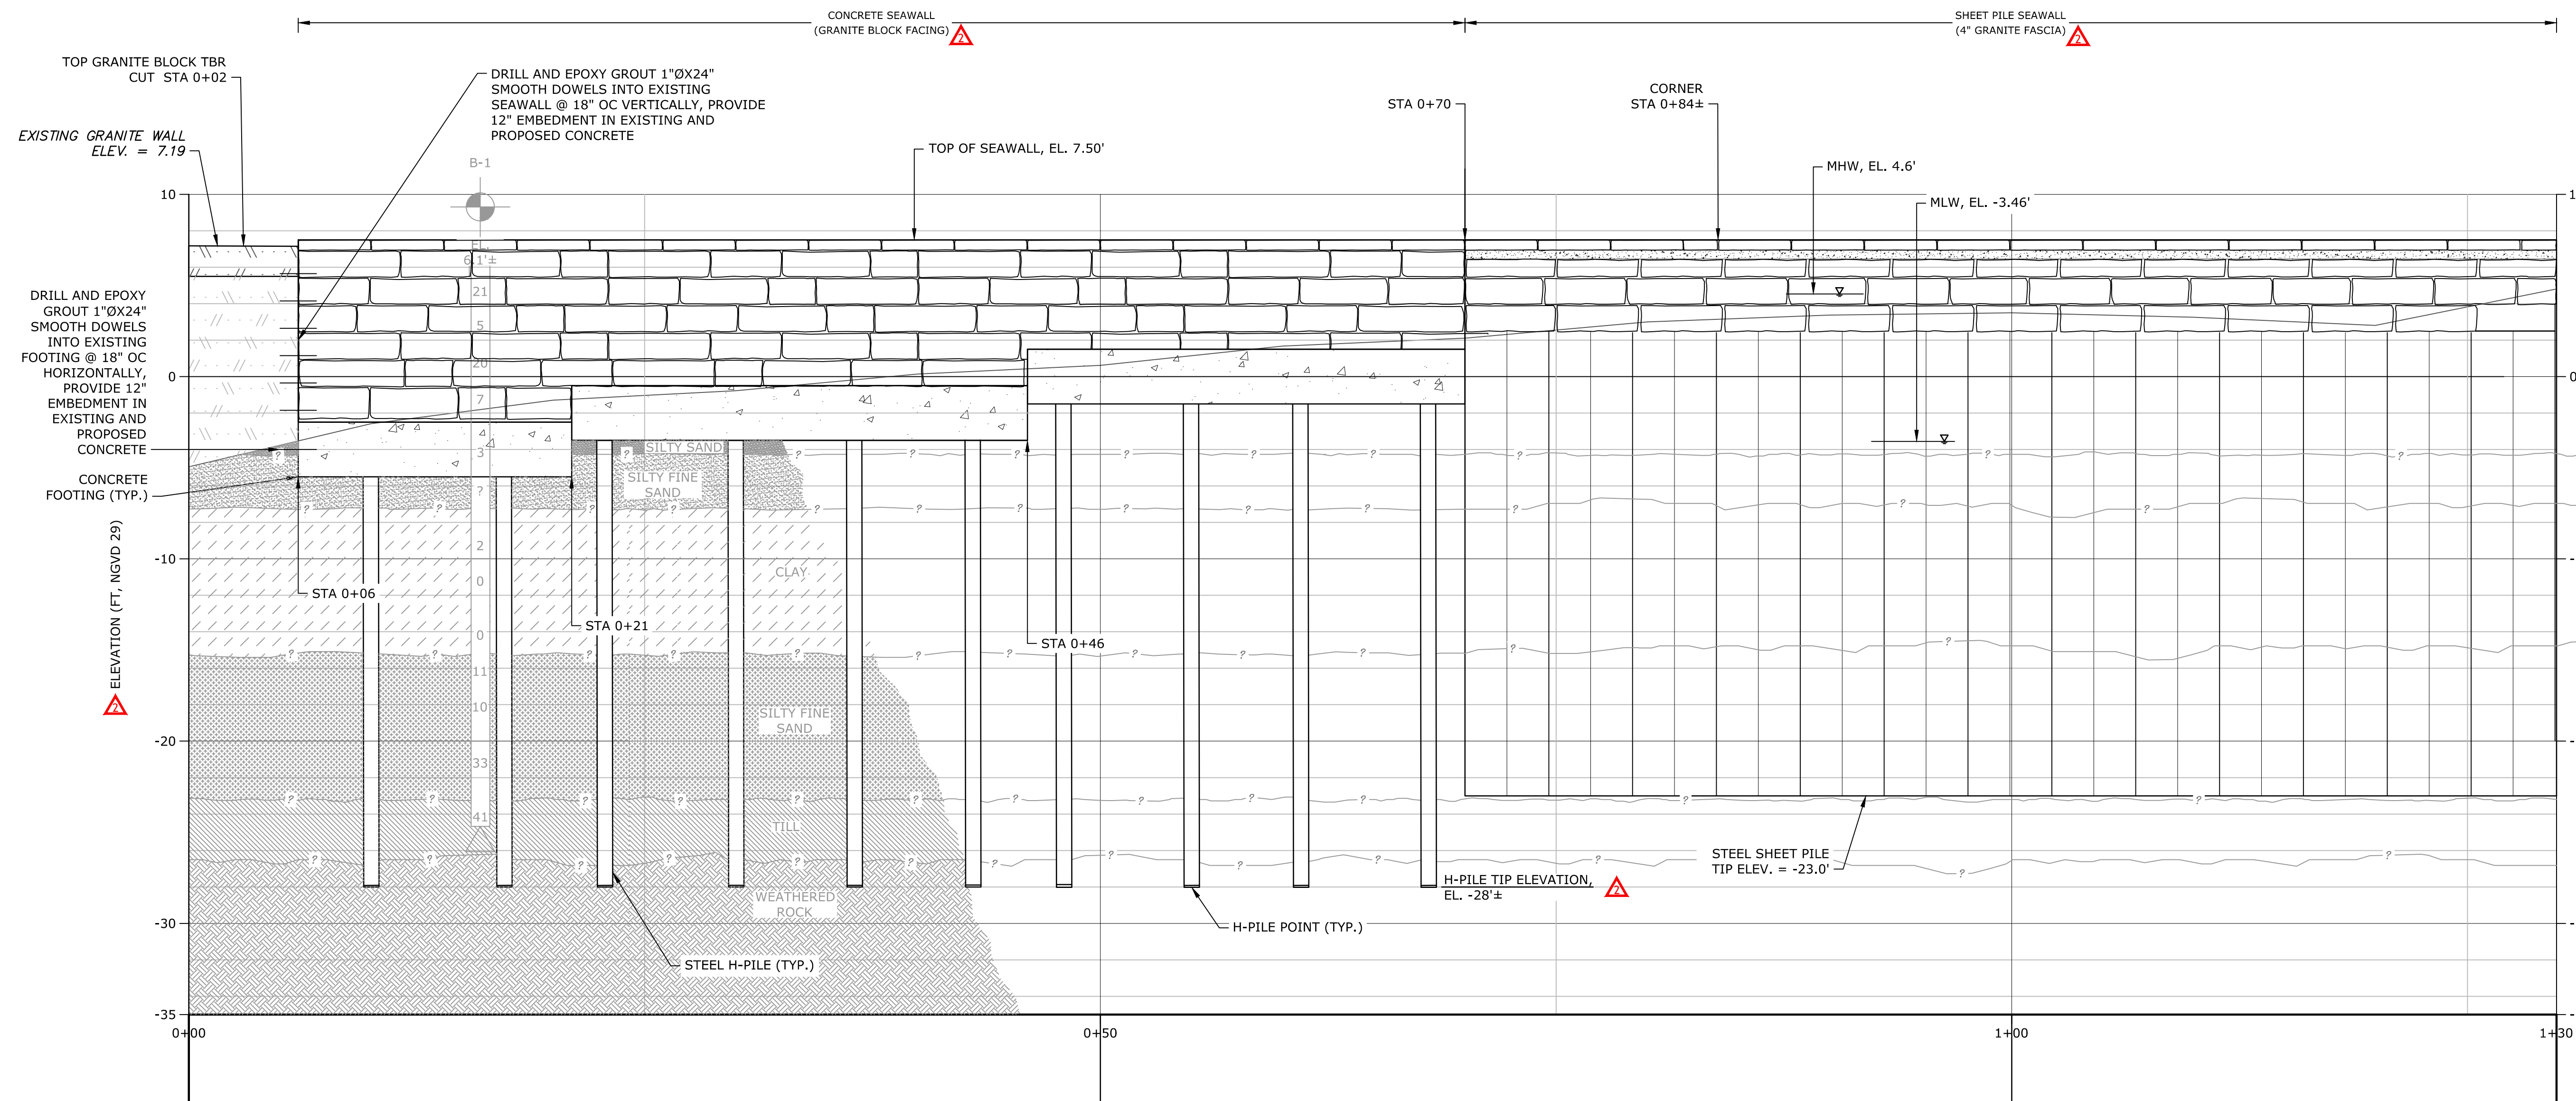 CONCRETE SEAWALL
(GRANITE BLOCK FACING)
2
SHEET PILE SEAWALL
(4" GRANITE FASCIA)
2
TOP GRANITE BLOCK TBR
CUT STA 0+02
DRILL AND EPOXY GROUT 1"ØX24"
SMOOTH DOWELS INTO EXISTING
SEAWALL @ 18" OC VERTICALLY, PROVIDE
12" EMBEDMENT IN EXISTING AND
PROPOSED CONCRETE
EXISTING GRANITE WALL
ELEV. = 7.19
TOP OF SEAWALL, EL. 7.50'
STA 0+70
CORNER
STA 0+84±
MHW, EL. 4.6'
MLW, EL. -3.46'
B-1
EL.
6.1'±
21
5
20
7
3
?
2
0
0
11
10
33
41
10
0
-10
-20
-30
-35
DRILL AND EPOXY
GROUT 1"ØX24"
SMOOTH DOWELS
INTO EXISTING
FOOTING @ 18" OC
HORIZONTALLY,
PROVIDE 12"
EMBEDMENT IN
EXISTING AND
PROPOSED
CONCRETE
CONCRETE
FOOTING (TYP.)
ELEVATION (FT, NGVD 29)
2
SILTY SAND
SILTY FINE
SAND
CLAY
SILTY FINE
SAND
TILL
WEATHERED
ROCK
STA 0+06
STA 0+21
STA 0+46
STEEL SHEET PILE
TIP ELEV. = -23.0'
H-PILE TIP ELEVATION,
EL. -28'±
2
H-PILE POINT (TYP.)
STEEL H-PILE (TYP.)
0+00
0+50
1+00
1+30
0